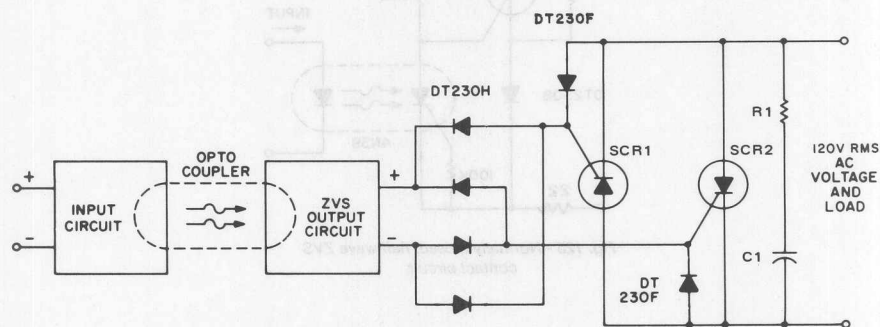 DT230F
DT230H
OPTO
COUPLER
+
-
INPUT
CIRCUIT
ZVS
OUTPUT
CIRCUIT
+
-
SCR1
SCR2
R1
C1
120V RMS
AC
VOLTAGE
AND
LOAD
DT
230F